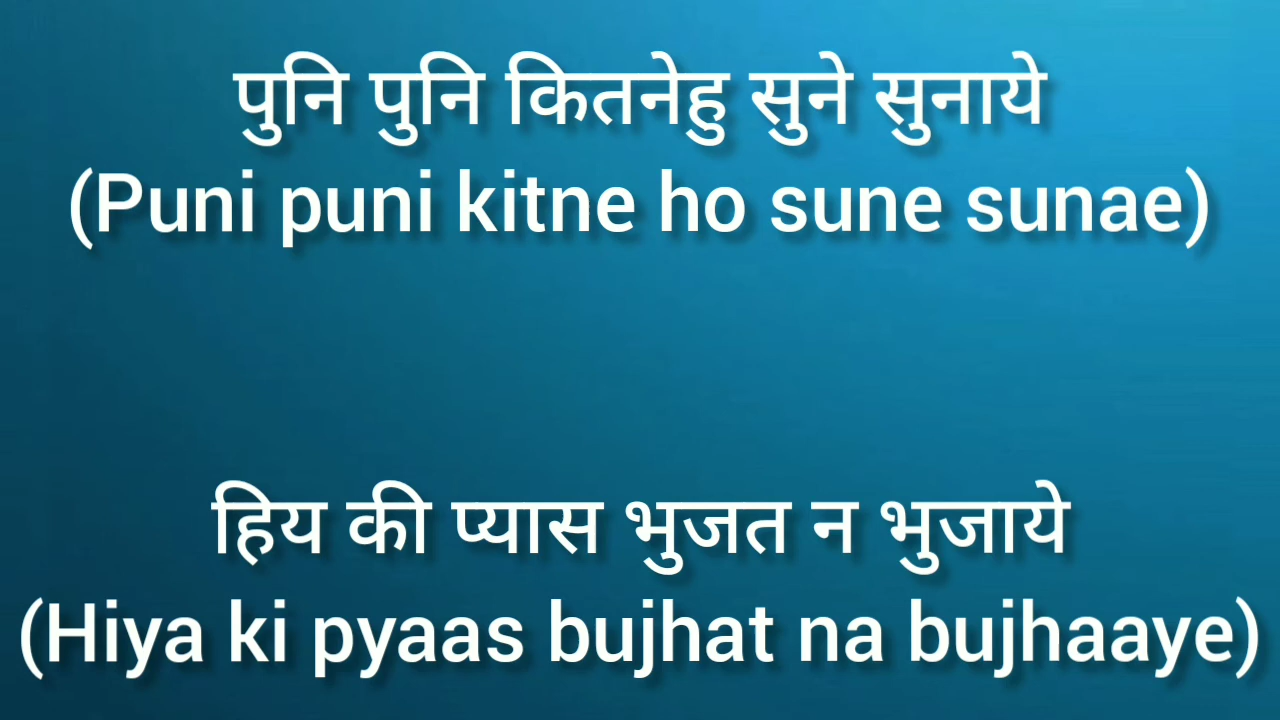 पुनि पुनि कितनेहु सुने सुनाये
(Puni puni kitne ho sune sunae)
हिय की प्यास भुजत न भुजाये
(Hiya ki pyaas bujhat na bujhaaye)